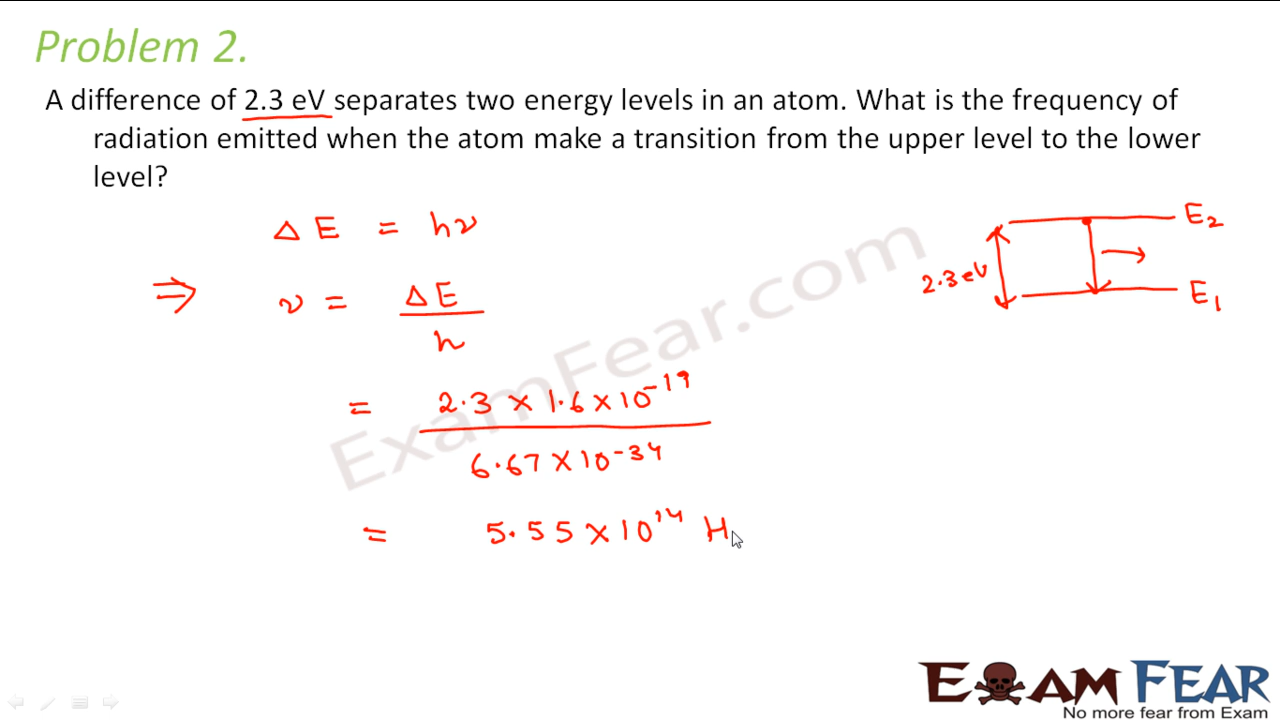 Problem 2.
A difference of 2.3 eV separates two energy levels in an atom. What is the frequency of
radiation emitted when the atom make a transition from the upper level to the lower
level?
Δ E = hν
⇒ ν = Δ E / h
= 2.3 × 1.6 × 10⁻¹⁹ / 6.67 × 10⁻³⁴
= 5.55 × 10¹⁴ H
E₂
2.3 eV
E₁
ExamFear.com
EXAM FEAR
No more fear from Exam